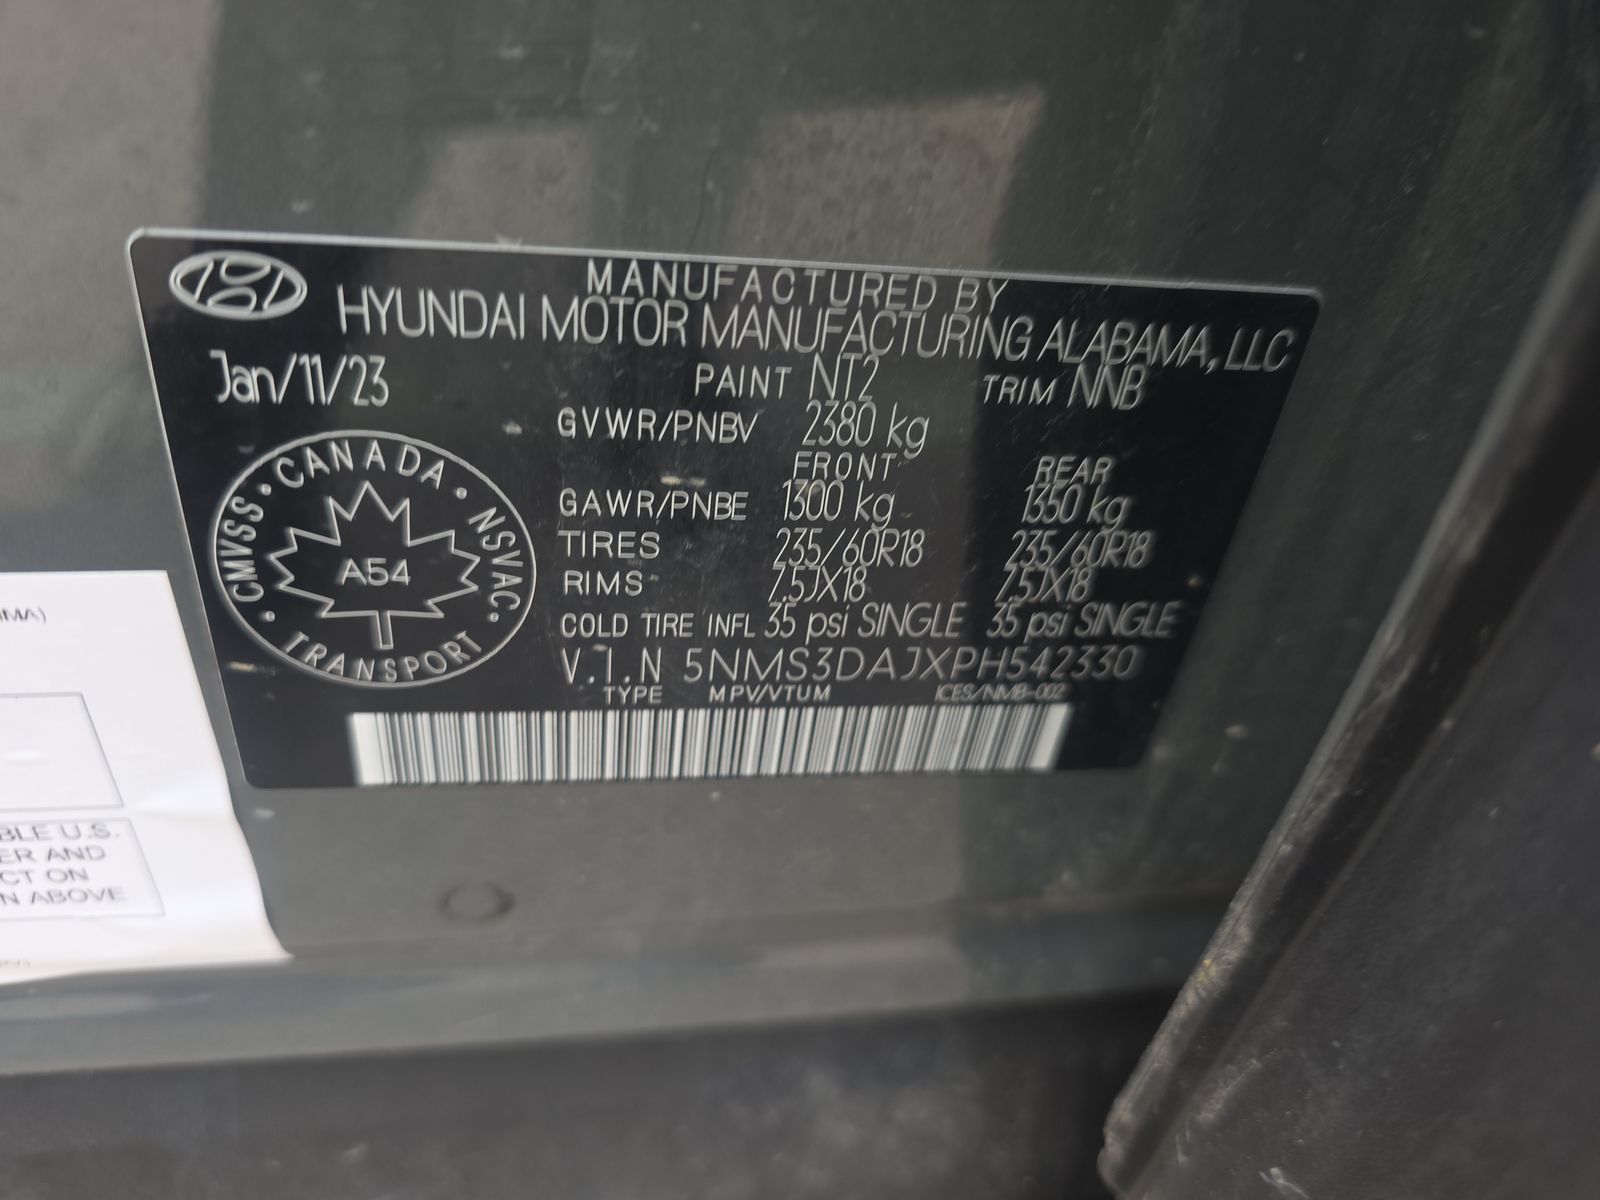 MANUFACTURED BY
HYUNDAI MOTOR MANUFACTURING ALABAMA, LLC
Jan/11/23 PAINT NT2 TRIM NNB
GVWR/PNBV 2380 kg
FRONT REAR
GAWR/PNBE 1300 kg 1350 kg
TIRES 235/60R18 235/60R18
RIMS 7.5JX18 7.5JX18
COLD TIRE INFL 35 psi SINGLE 35 psi SINGLE
V.I.N 5NMS3DAJXPH542330
TYPE MPV/VTUM ICES/NMB-002
CANADA
CMVSS · NSVAC
A54
TRANSPORT
MA)
BLE U.S.
ER AND
CT ON
N ABOVE